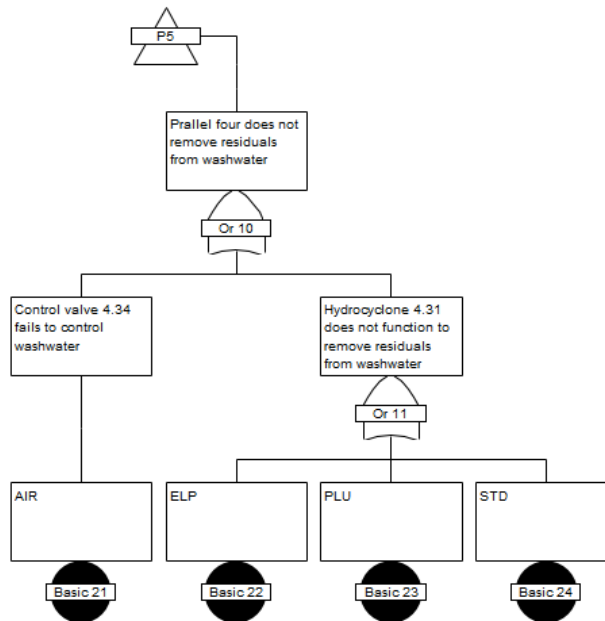 P5
Prallel four does not
remove residuals
from washwater
Or 10
Control valve 4.34
fails to control
washwater
Hydrocyclone 4.31
does not function to
remove residuals
from washwater
Or 11
AIR
ELP
PLU
STD
Basic 21
Basic 22
Basic 23
Basic 24